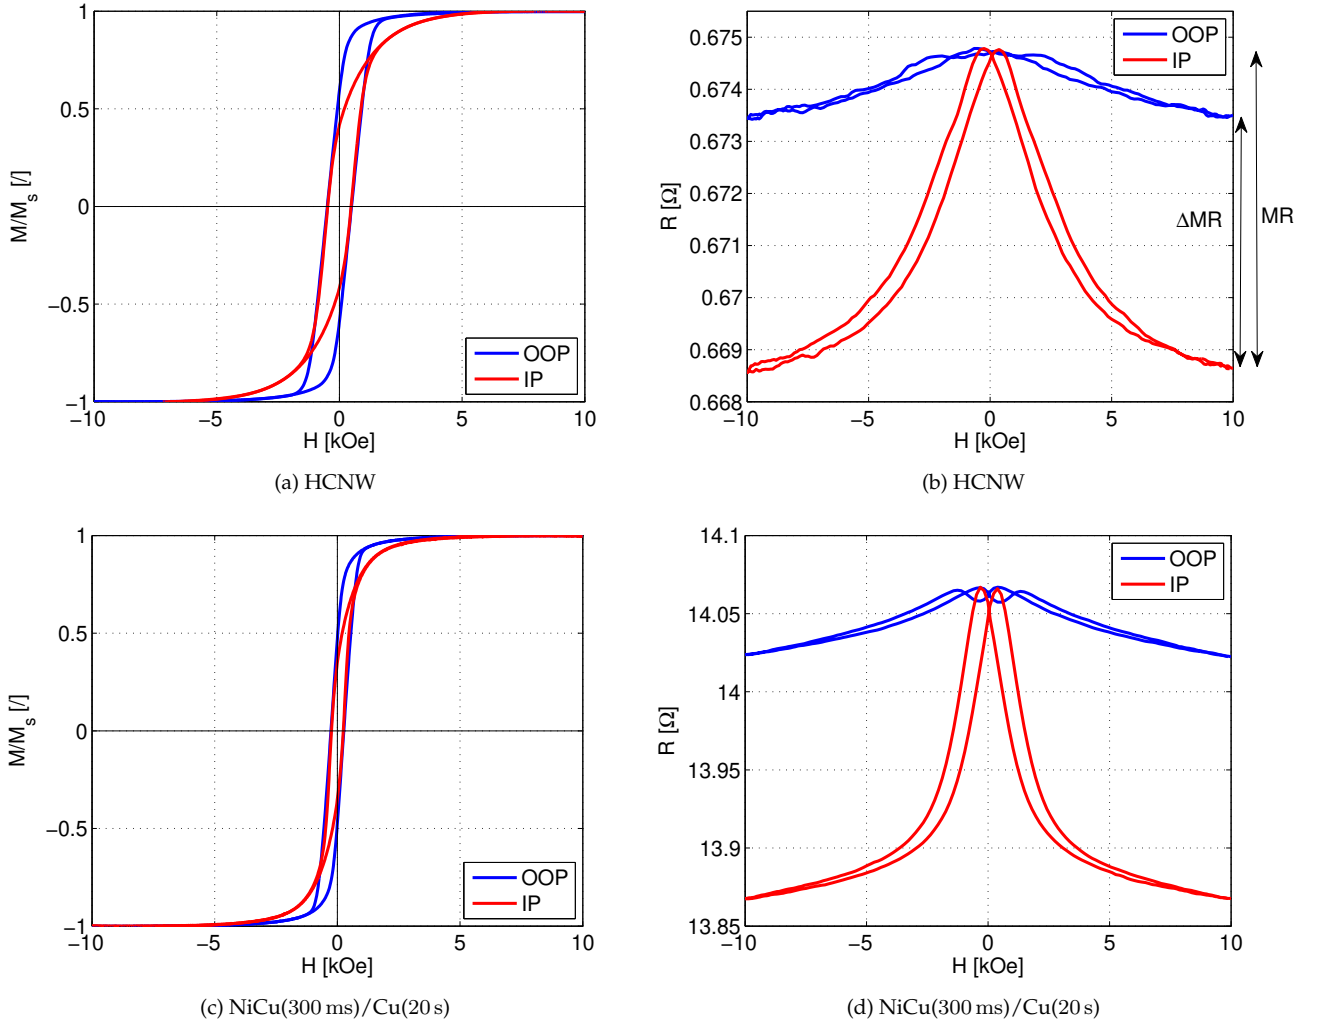 1
0.5
0
−0.5
−1
−10
−5
0
5
10
M/Ms [/]
H [kOe]
OOP
IP
(a) HCNW
0.675
0.674
0.673
0.672
0.671
0.67
0.669
0.668
−10
−5
0
5
10
R [Ω]
H [kOe]
OOP
IP
ΔMR
MR
(b) HCNW
1
0.5
0
−0.5
−1
−10
−5
0
5
10
M/Ms [/]
H [kOe]
OOP
IP
(c) NiCu(300 ms)/Cu(20 s)
14.1
14.05
14
13.95
13.9
13.85
−10
−5
0
5
10
R [Ω]
H [kOe]
OOP
IP
(d) NiCu(300 ms)/Cu(20 s)